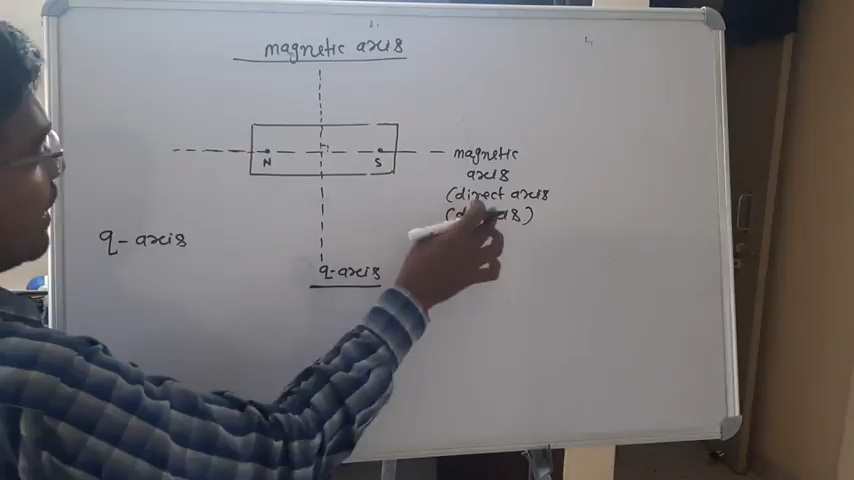 magnetic axis
N
S
magnetic
axis
(direct axis
q-axis
q-axis